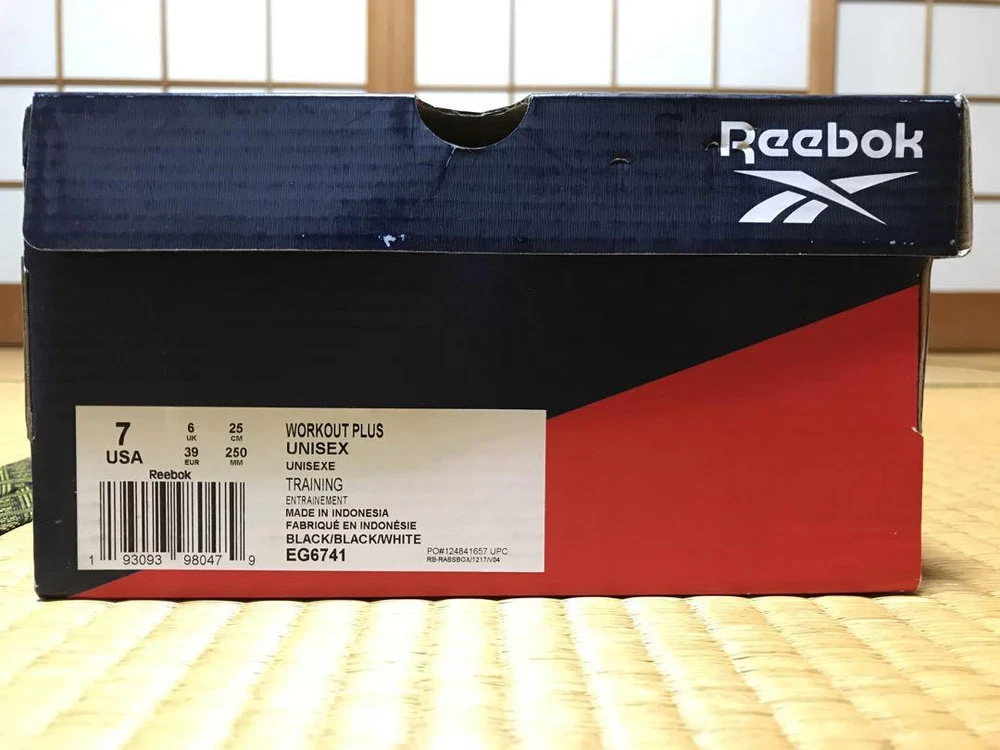 Reebok
7
USA
6
UK
25
CM
39
EUR
250
MM
Reebok
1 93093 98047 9
WORKOUT PLUS
UNISEX
UNISEXE
TRAINING
ENTRAINEMENT
MADE IN INDONESIA
FABRIQUÉ EN INDONÉSIE
BLACK/BLACK/WHITE
EG6741
PO#124841657 UPC
RB-RABSBOX/1217/V04